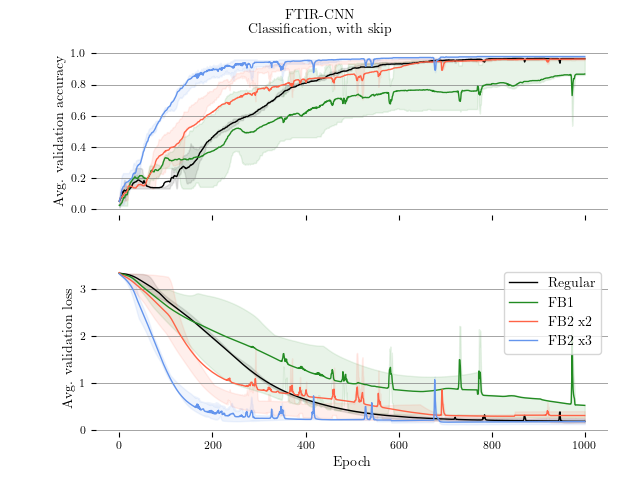 FTIR-CNN
Classification, with skip
Avg. validation accuracy
1.0
0.8
0.6
0.4
0.2
0.0
Avg. validation loss
3
2
1
0
Regular
FB1
FB2 x2
FB2 x3
0
200
400
600
800
1000
Epoch